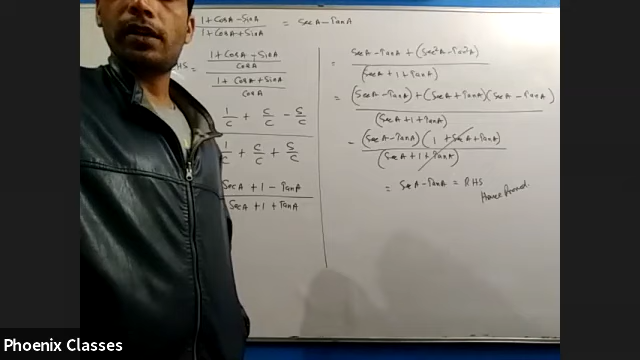 1 + CosA - SinA / 1 + CosA + SinA = SecA - TanA
HS = (1 + CosA - SinA / CosA) / (1 + CosA + SinA / CosA)
1/C + C/C - S/C
1/C + C/C + S/C
SecA + 1 - TanA
SecA + 1 + TanA
= SecA - TanA + (Sec²A - Tan²A) / (SecA + 1 + TanA)
= (SecA - TanA) + (SecA + TanA)(SecA - TanA) / (SecA + 1 + TanA)
- (SecA - TanA) (1 + SecA + TanA) / (SecA + 1 + TanA)
= SecA - TanA = RHS
Hence Proved.
Phoenix Classes